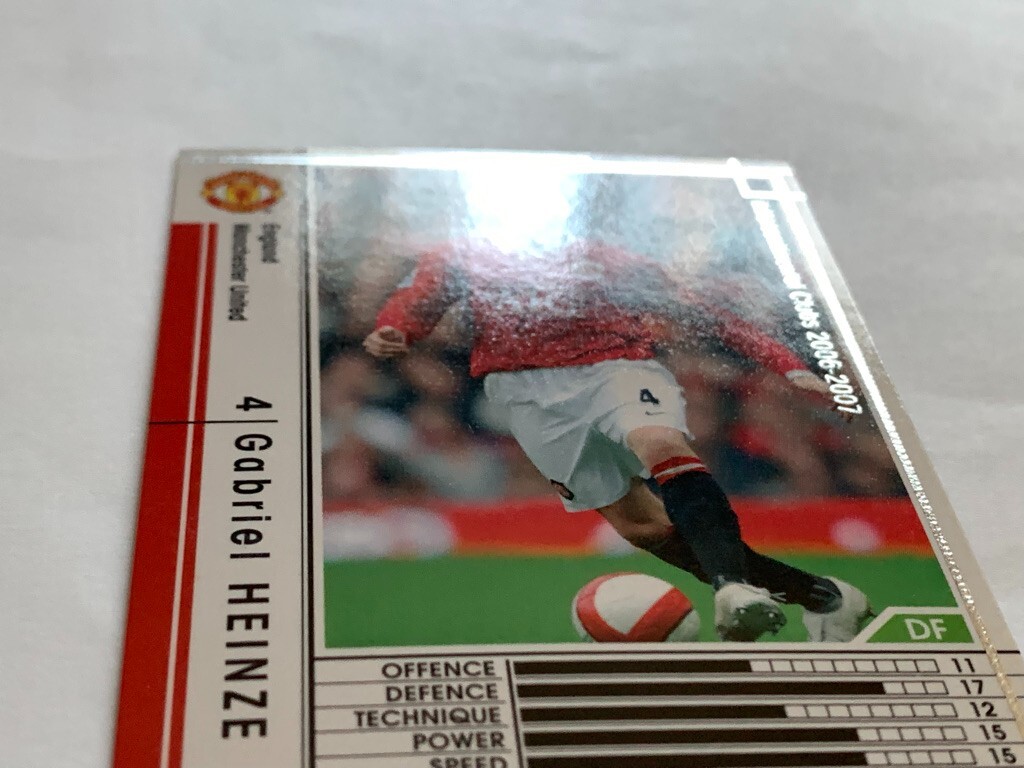 England
Manchester United
4 Gabriel HEINZE
Clubs 2006-2007
4
DF
OFFENCE 11
DEFENCE 17
TECHNIQUE 12
POWER 15
SPEED 15